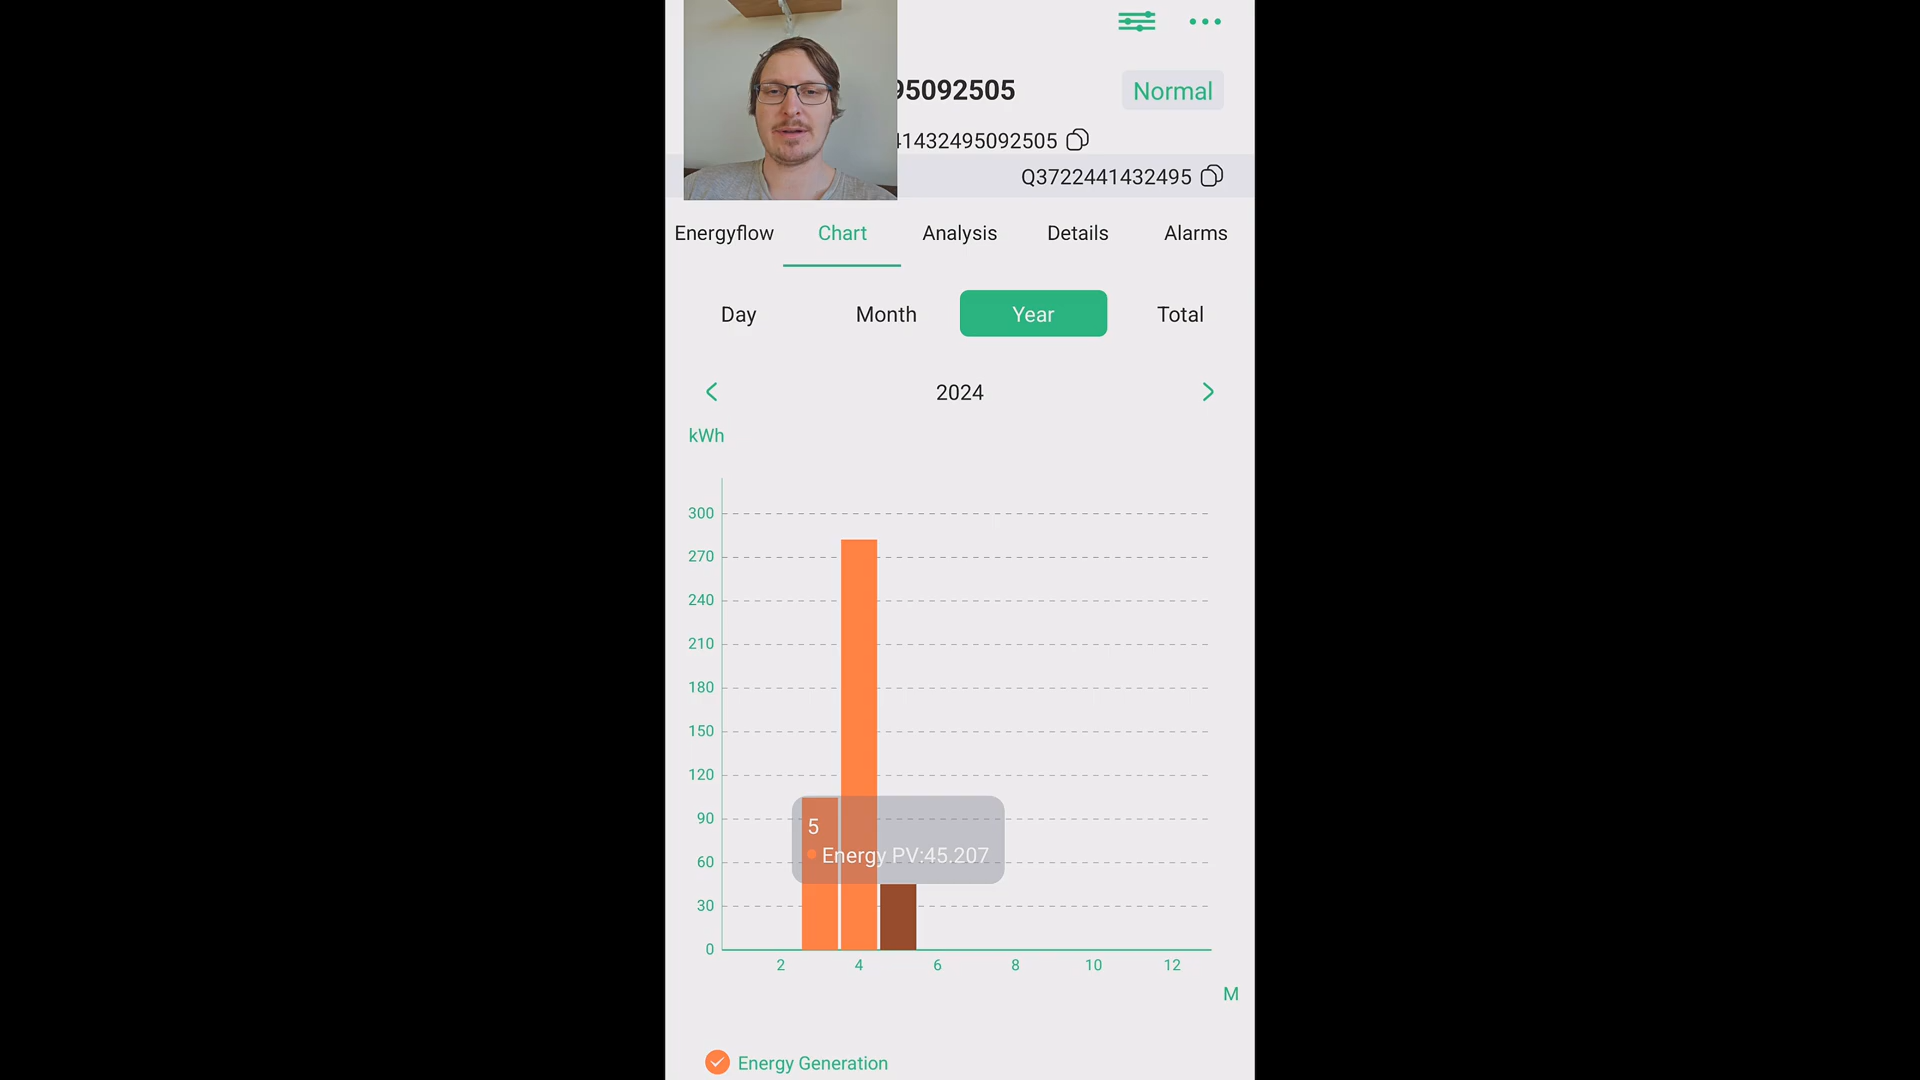 95092505
Normal
41432495092505
Q3722441432495
Energyflow Chart Analysis Details Alarms
Day Month Year Total
2024
kWh
300
270
240
210
180
150
120
90
60
30
0
5
Energy PV:45.207
2 4 6 8 10 12
M
Energy Generation